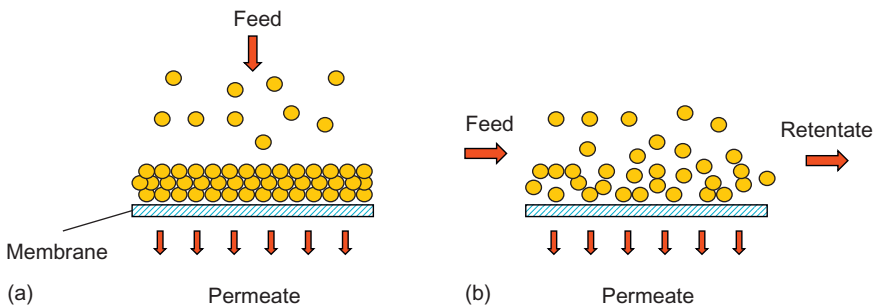 Feed
Membrane
(a)
Permeate
Feed
Retentate
(b)
Permeate